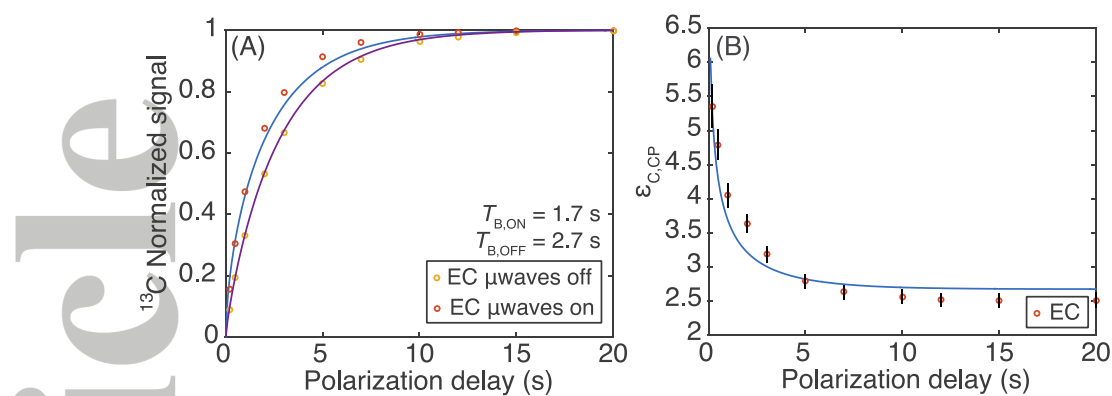 (A)
¹³C Normalized signal
1
0.8
0.6
0.4
0.2
0
T_B,ON = 1.7 s
T_B,OFF = 2.7 s
EC μwaves off
EC μwaves on
0 5 10 15 20
Polarization delay (s)
(B)
ε_C,CP
6.5
6
5.5
5
4.5
4
3.5
3
2.5
2
EC
0 5 10 15 20
Polarization delay (s)
icle